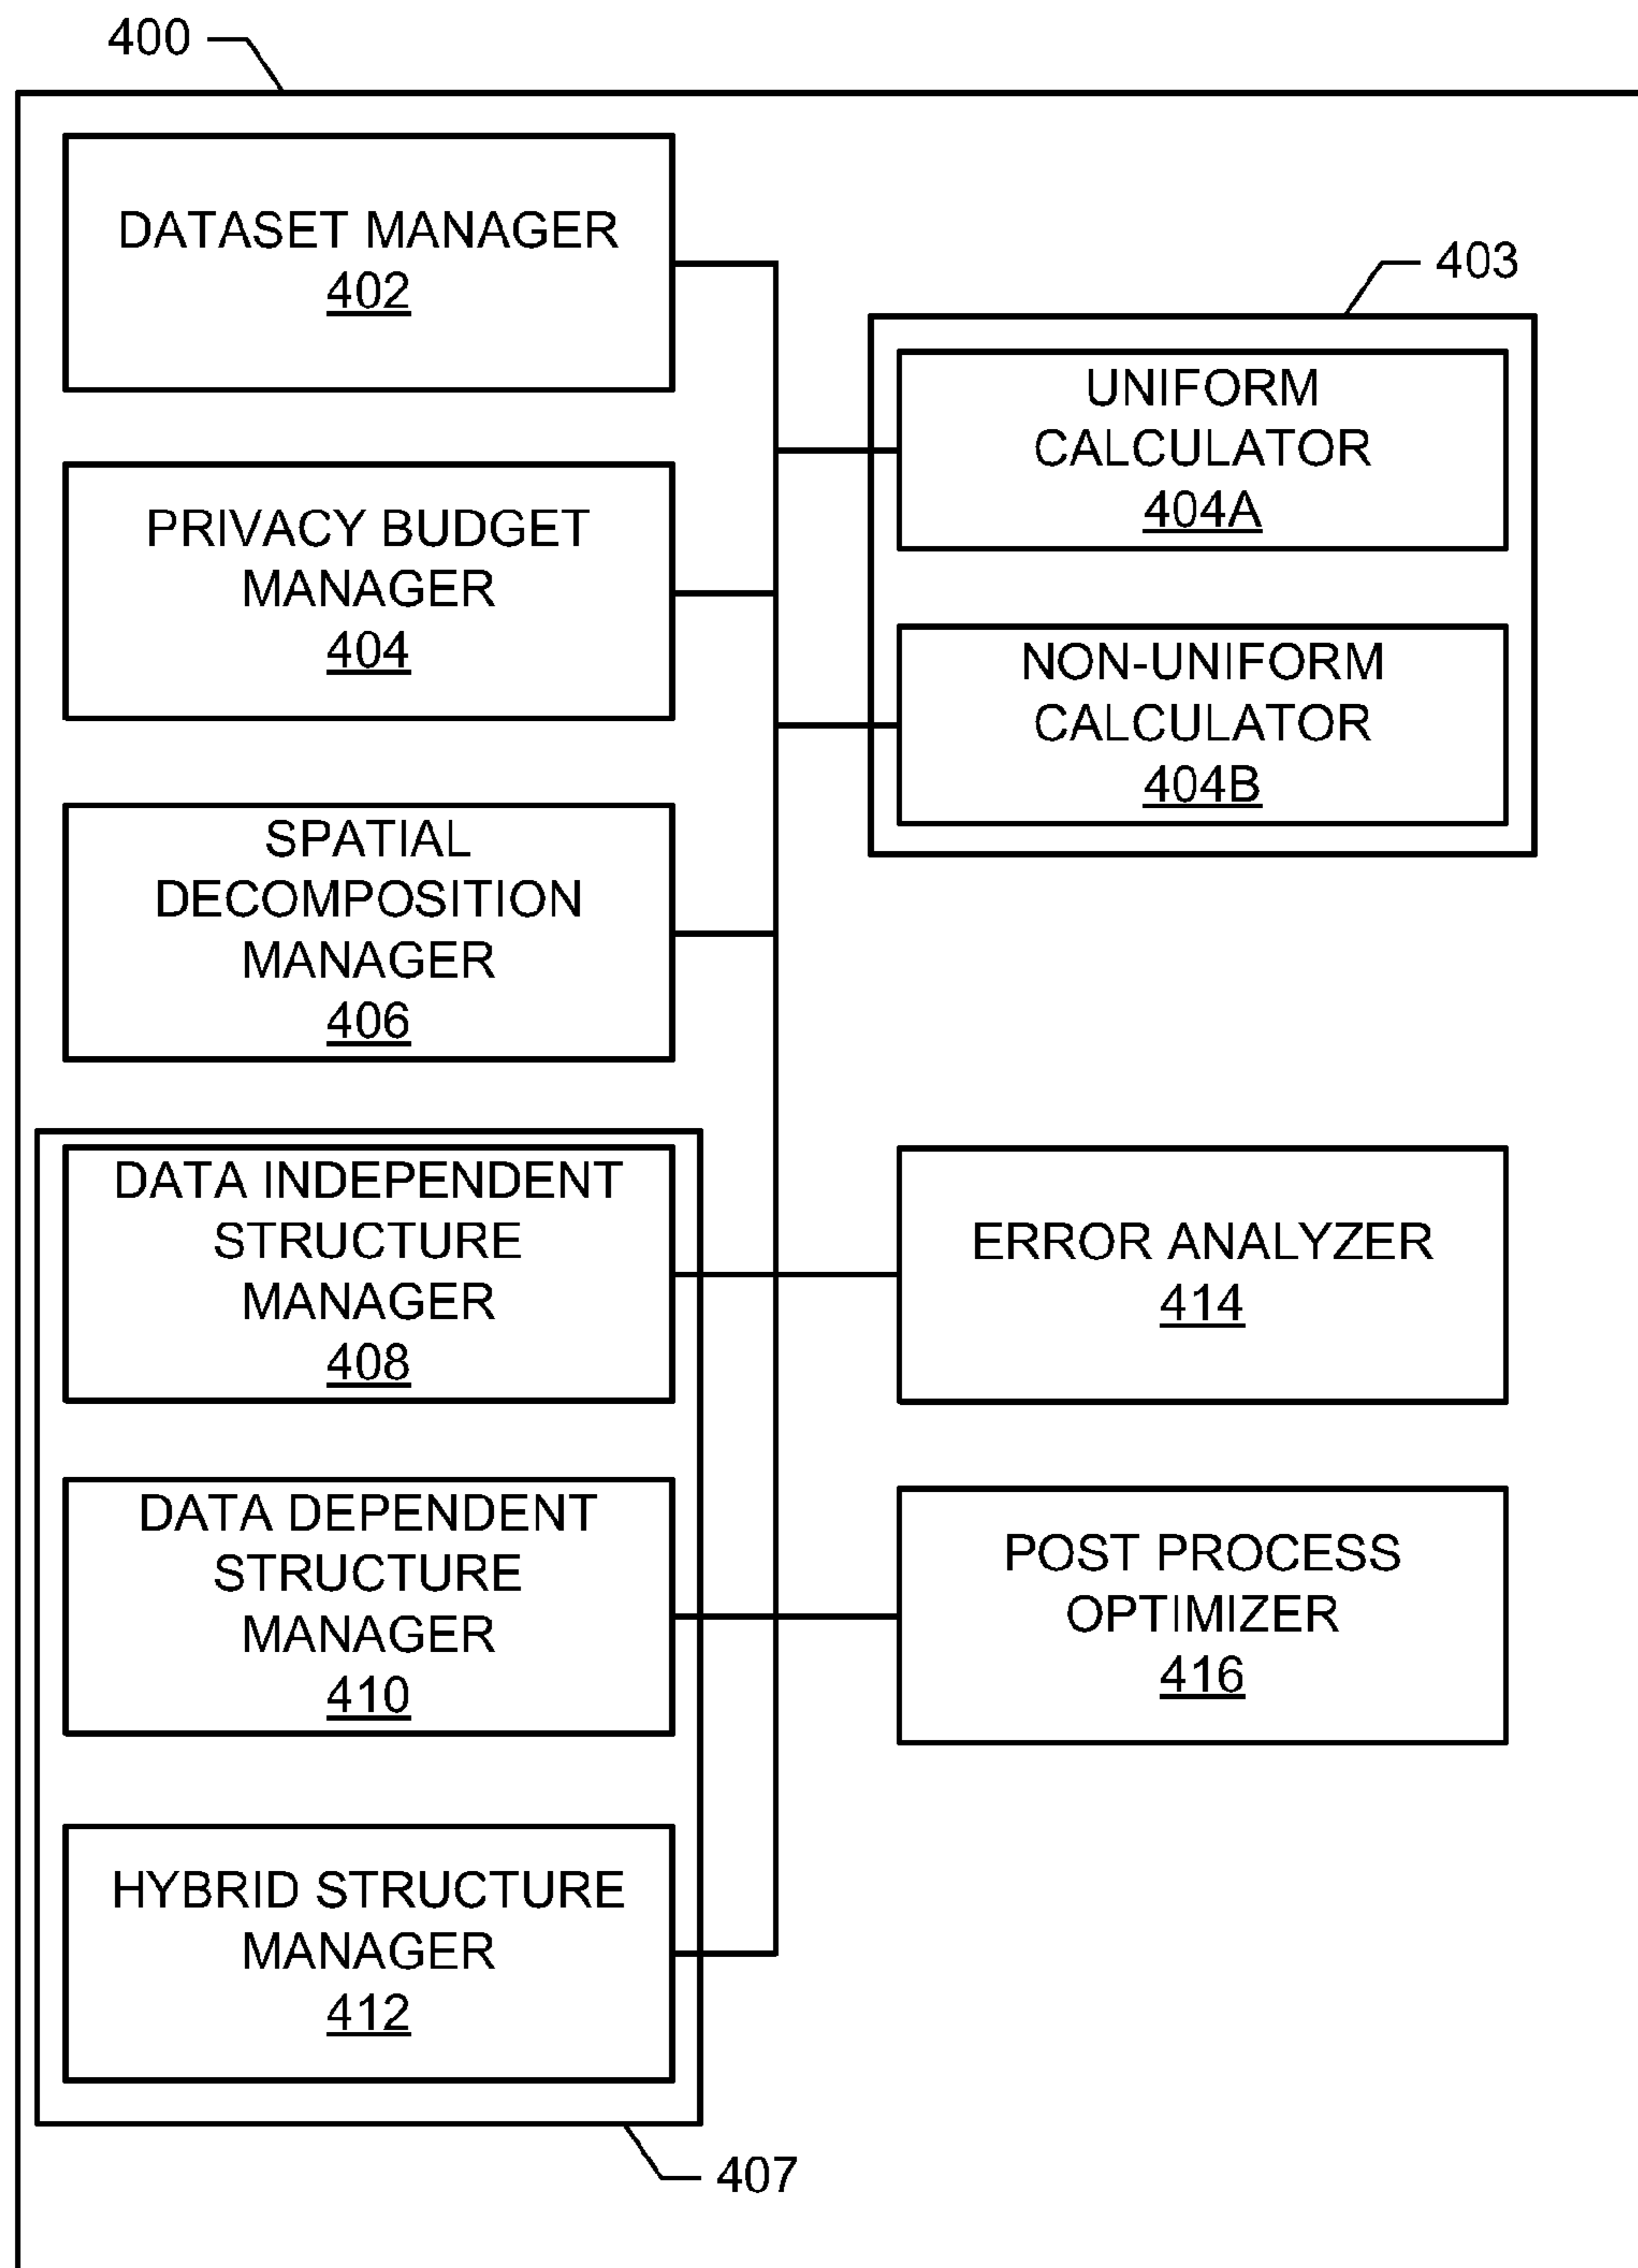 400
DATASET MANAGER
402
403
UNIFORM
CALCULATOR
404A
PRIVACY BUDGET
MANAGER
404
NON-UNIFORM
CALCULATOR
404B
SPATIAL
DECOMPOSITION
MANAGER
406
DATA INDEPENDENT
STRUCTURE
MANAGER
408
ERROR ANALYZER
414
DATA DEPENDENT
STRUCTURE
MANAGER
410
POST PROCESS
OPTIMIZER
416
HYBRID STRUCTURE
MANAGER
412
407